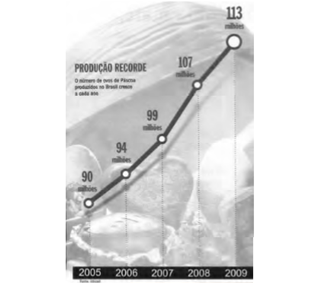 113
milhões
PRODUÇÃO RECORDE
107
milhões
O número de ovos de Páscoa
produzidos no Brasil cresce
a cada ano
99
milhões
94
milhões
90
milhões
2005 2006 2007 2008 2009